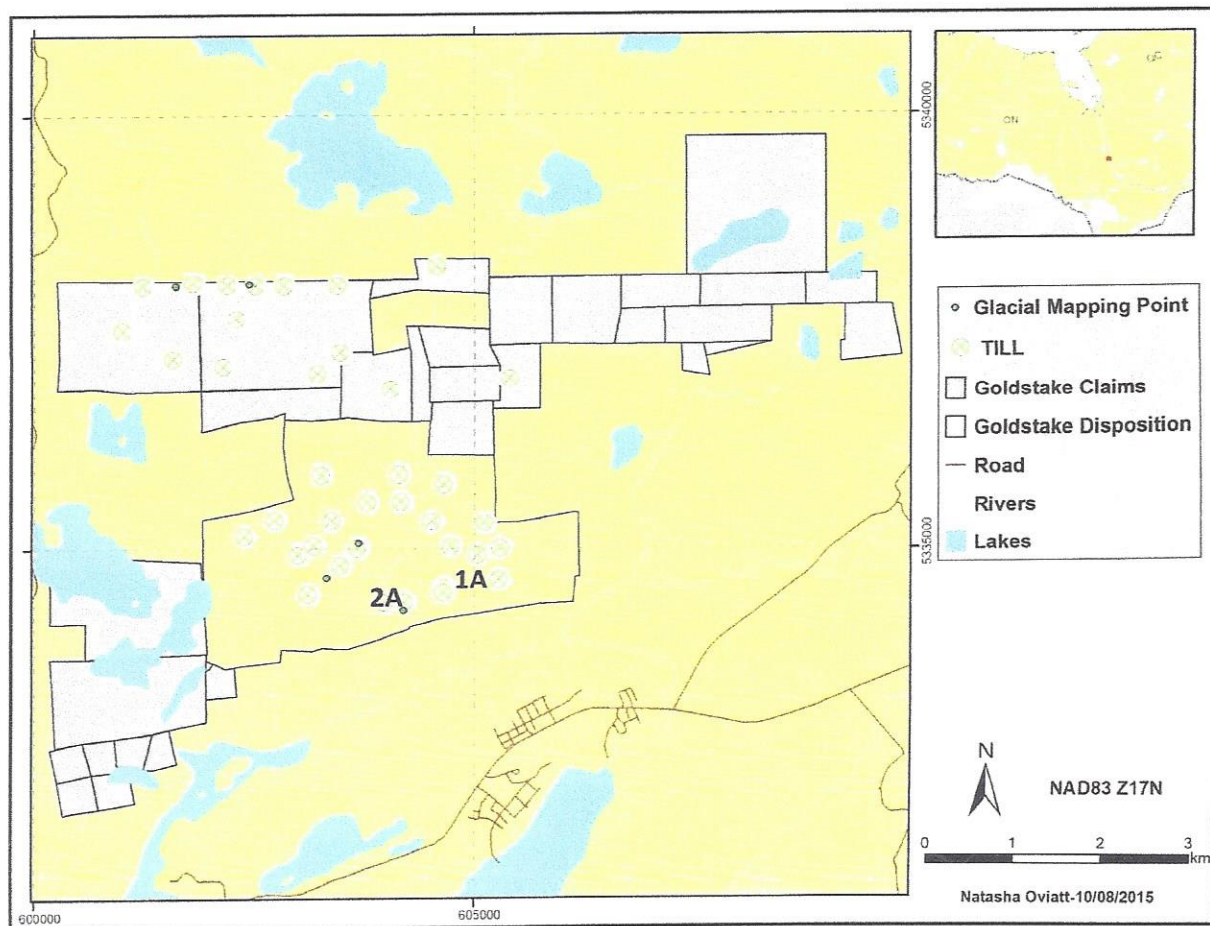 5340000
ON
QC
Glacial Mapping Point
TILL
Goldstake Claims
Goldstake Disposition
Road
Rivers
Lakes
5335000
1A
2A
N
NAD83 Z17N
0 1 2 3
km
Natasha Oviatt-10/08/2015
600000
605000